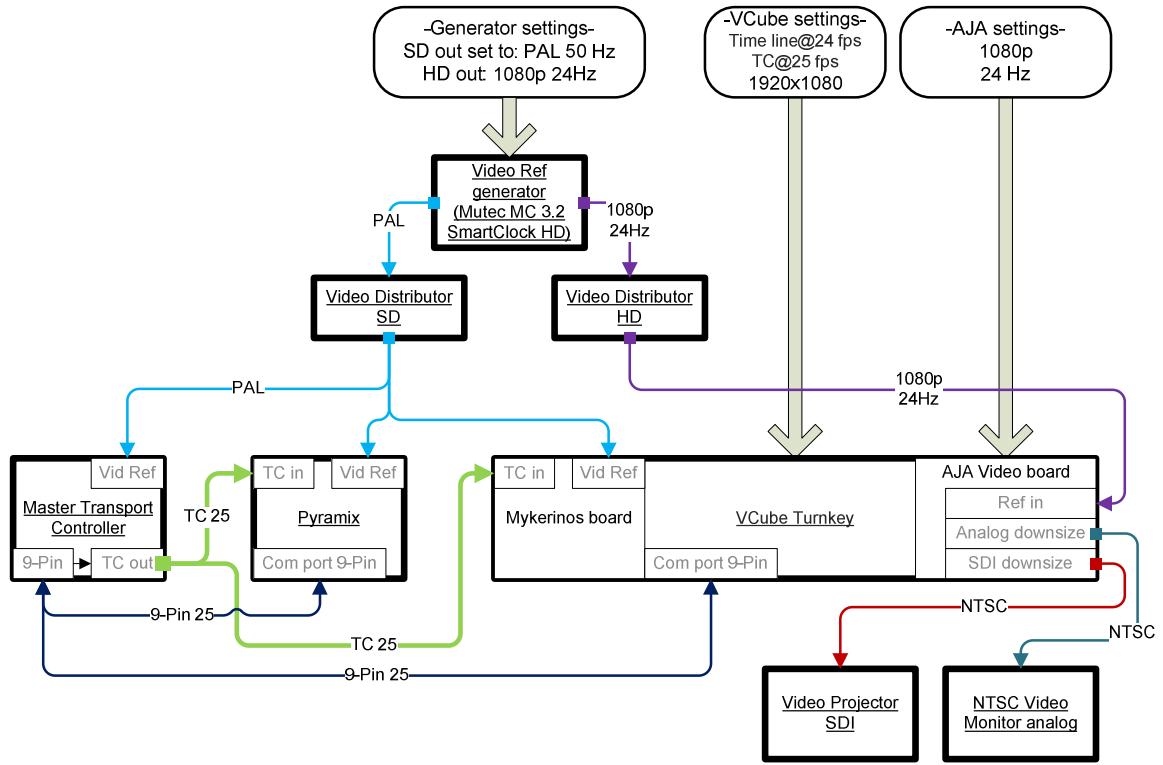 -Generator settings-
SD out set to: PAL 50 Hz
HD out: 1080p 24Hz
-VCube settings-
Time line@24 fps
TC@25 fps
1920x1080
-AJA settings-
1080p
24 Hz
Video Ref
generator
(Mutec MC 3.2
SmartClock HD)
PAL
1080p
24Hz
Video Distributor
SD
Video Distributor
HD
PAL
1080p
24Hz
Vid Ref
Master Transport
Controller
9-Pin
TC out
TC 25
TC in
Vid Ref
Pyramix
Com port 9-Pin
TC in
Vid Ref
Mykerinos board
VCube Turnkey
Com port 9-Pin
AJA Video board
Ref in
Analog downsize
SDI downsize
9-Pin 25
TC 25
9-Pin 25
NTSC
NTSC
Video Projector
SDI
NTSC Video
Monitor analog